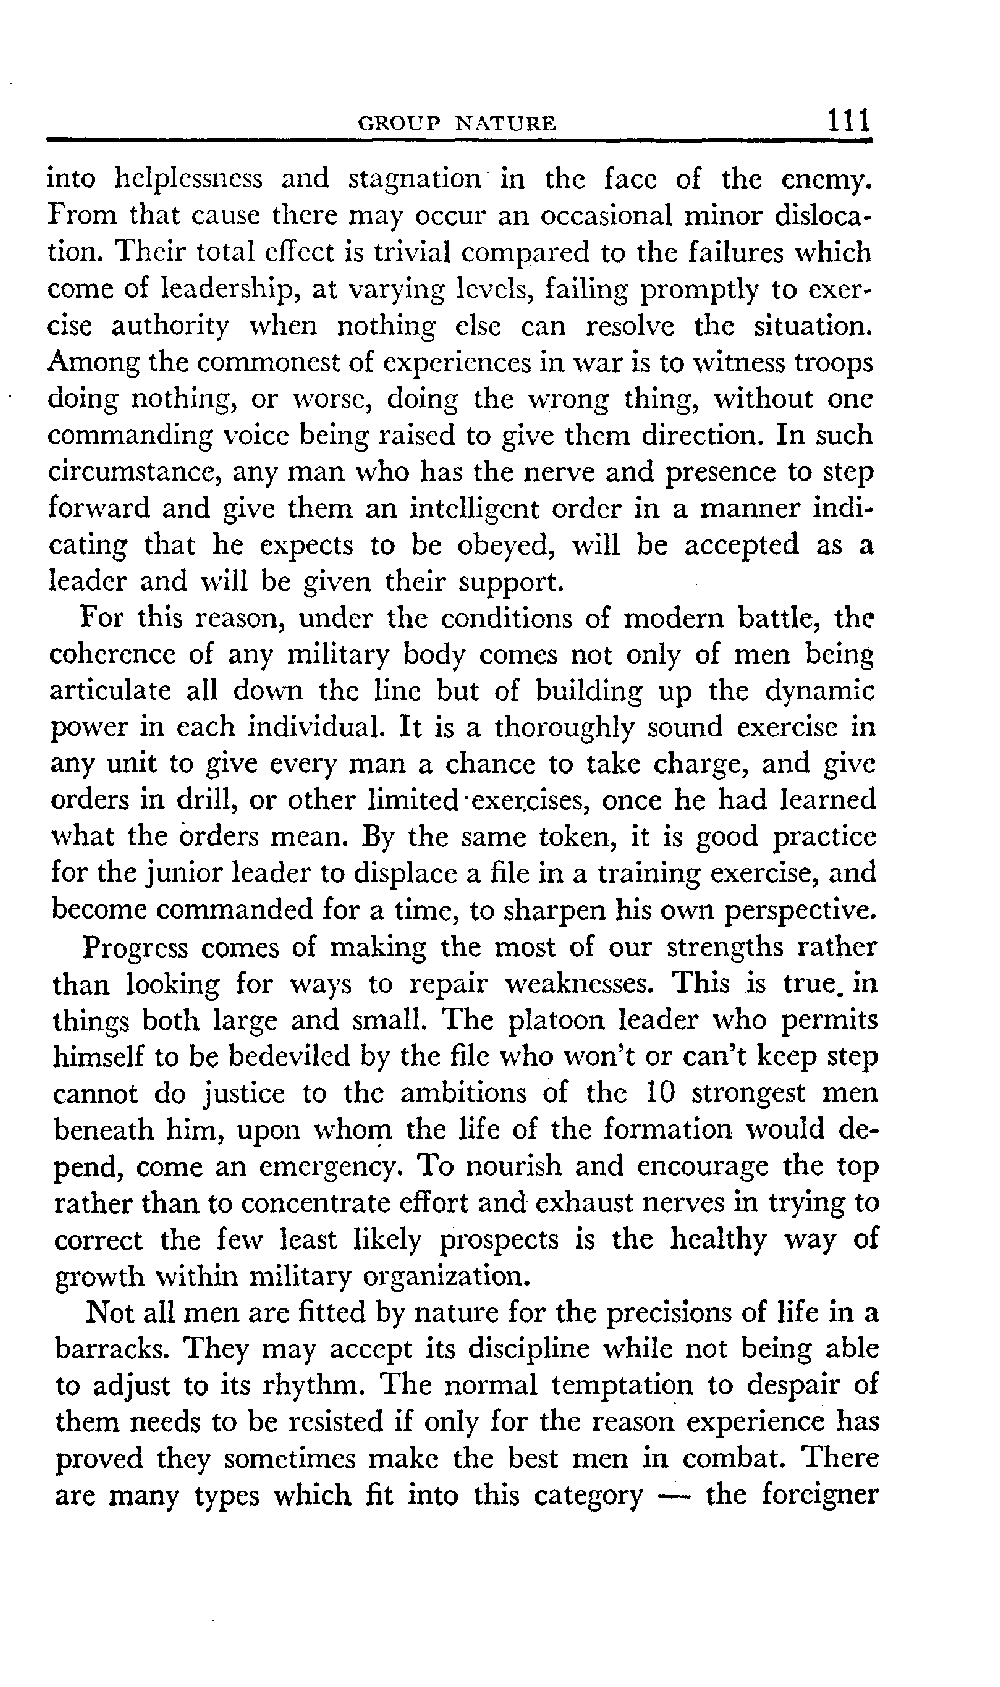 GROUP NATURE 111
into helplessness and stagnation in the face of the enemy.
From that cause there may occur an occasional minor disloca-
tion. Their total effect is trivial compared to the failures which
come of leadership, at varying levels, failing promptly to exer-
cise authority when nothing else can resolve the situation.
Among the commonest of experiences in war is to witness troops
doing nothing, or worse, doing the wrong thing, without one
commanding voice being raised to give them direction. In such
circumstance, any man who has the nerve and presence to step
forward and give them an intelligent order in a manner indi-
cating that he expects to be obeyed, will be accepted as a
leader and will be given their support.
For this reason, under the conditions of modern battle, the
coherence of any military body comes not only of men being
articulate all down the line but of building up the dynamic
power in each individual. It is a thoroughly sound exercise in
any unit to give every man a chance to take charge, and give
orders in drill, or other limited exercises, once he had learned
what the orders mean. By the same token, it is good practice
for the junior leader to displace a file in a training exercise, and
become commanded for a time, to sharpen his own perspective.
Progress comes of making the most of our strengths rather
than looking for ways to repair weaknesses. This is true in
things both large and small. The platoon leader who permits
himself to be bedeviled by the file who won't or can't keep step
cannot do justice to the ambitions of the 10 strongest men
beneath him, upon whom the life of the formation would de-
pend, come an emergency. To nourish and encourage the top
rather than to concentrate effort and exhaust nerves in trying to
correct the few least likely prospects is the healthy way of
growth within military organization.
Not all men are fitted by nature for the precisions of life in a
barracks. They may accept its discipline while not being able
to adjust to its rhythm. The normal temptation to despair of
them needs to be resisted if only for the reason experience has
proved they sometimes make the best men in combat. There
are many types which fit into this category — the foreigner